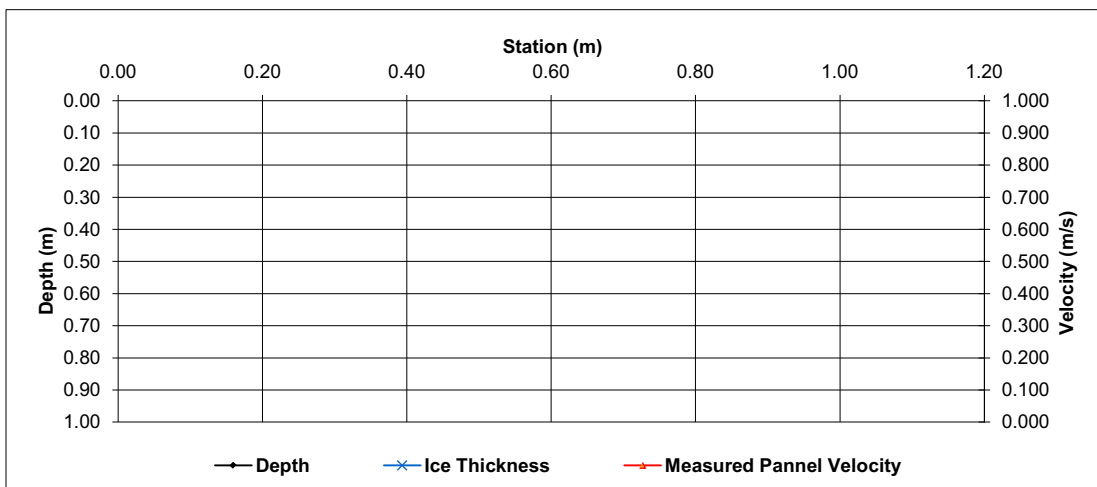 Station (m)
0.00 0.20 0.40 0.60 0.80 1.00 1.20
0.00 1.000
0.10 0.900
0.20 0.800
0.30 0.700
0.40 0.600
0.50 0.500
0.60 0.400
0.70 0.300
0.80 0.200
0.90 0.100
1.00 0.000
Depth (m)
Velocity (m/s)
Depth Ice Thickness Measured Pannel Velocity